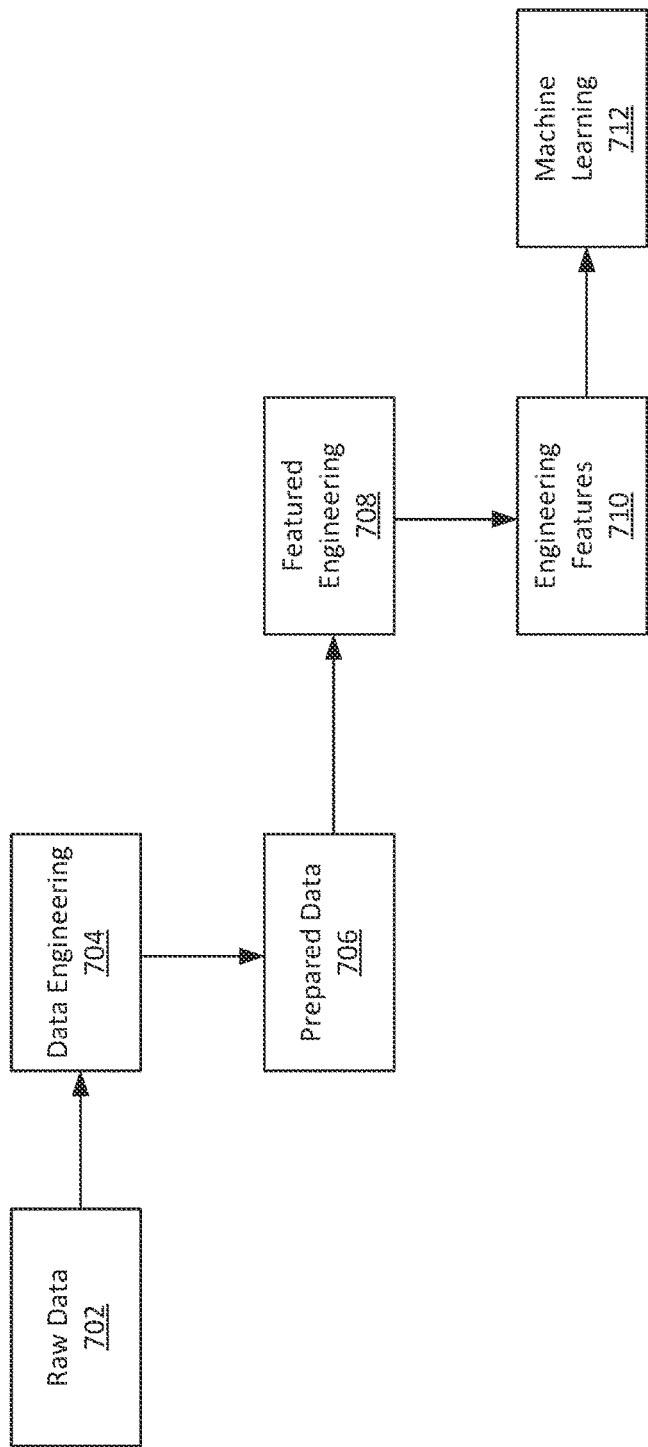 Raw Data
702
Data Engineering
704
Prepared Data
706
Featured
Engineering
708
Engineering
Features
710
Machine
Learning
712